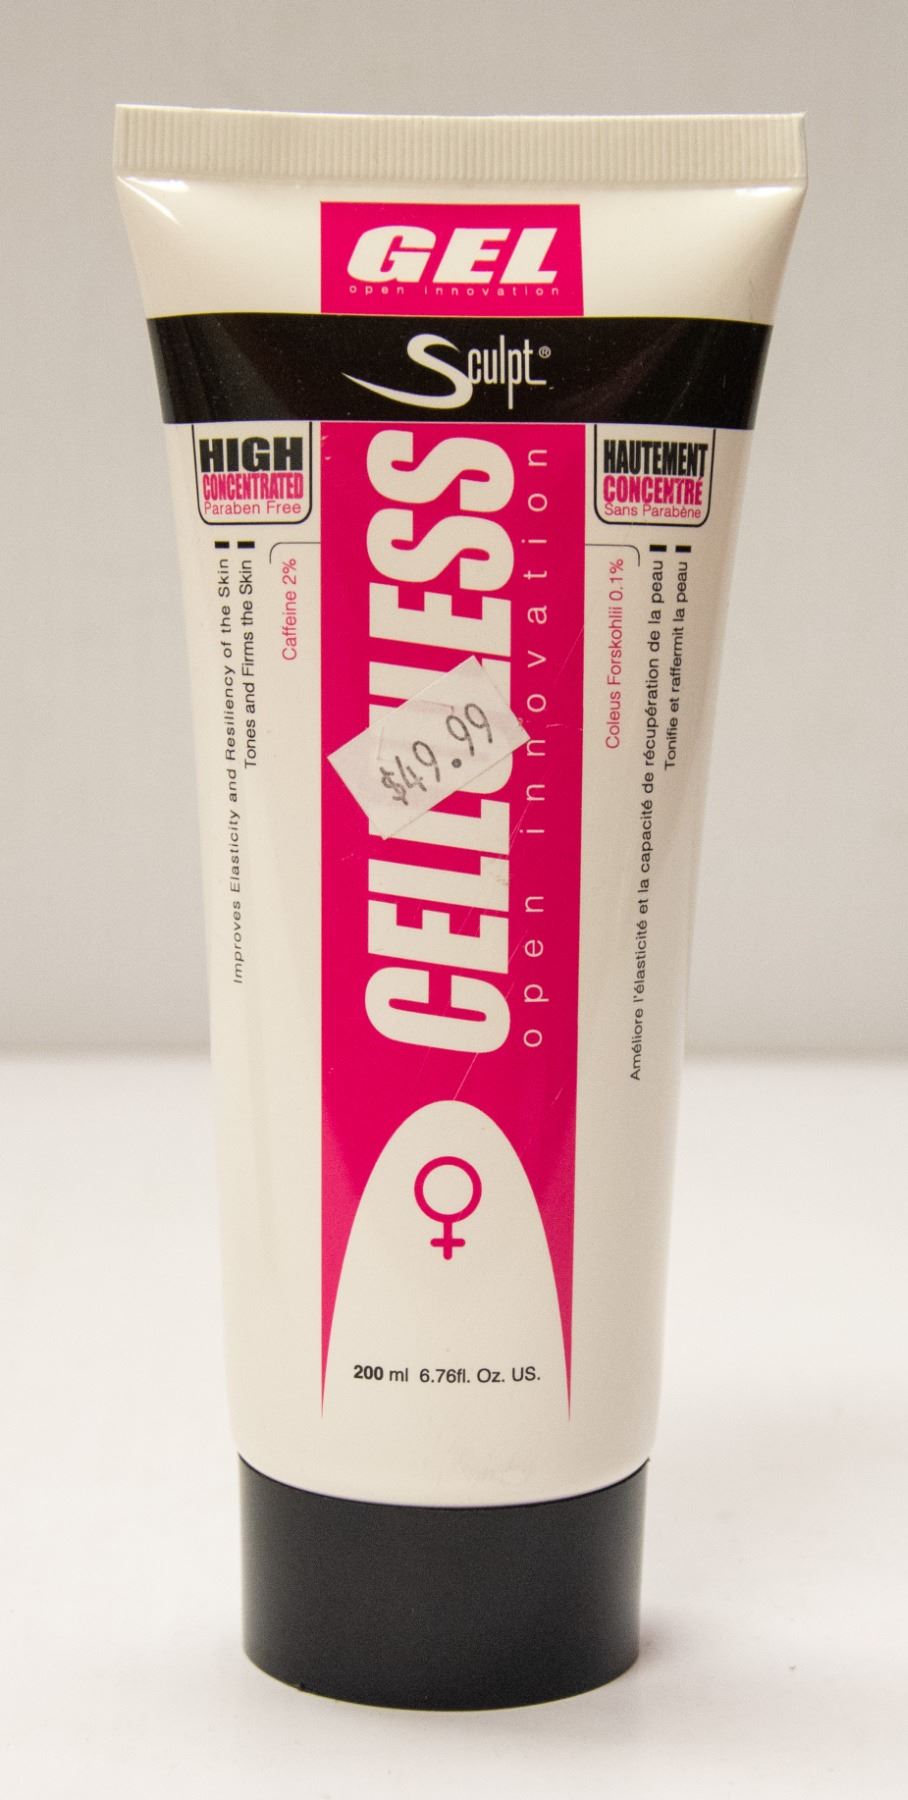 GEL
open innovation
Sculpt®
HIGH
CONCENTRATED
Paraben Free
HAUTEMENT
CONCENTRÉ
Sans Parabène
Improves Elasticity and Resiliency of the Skin
Tones and Firms the Skin
Caffeine 2%
CELLULESS
open innovation
$49.99
Coleus Forskohlii 0.1%
Améliore l'élasticité et la capacité de récupération de la peau
Tonifie et raffermit la peau
200 ml 6.76fl. Oz. US.